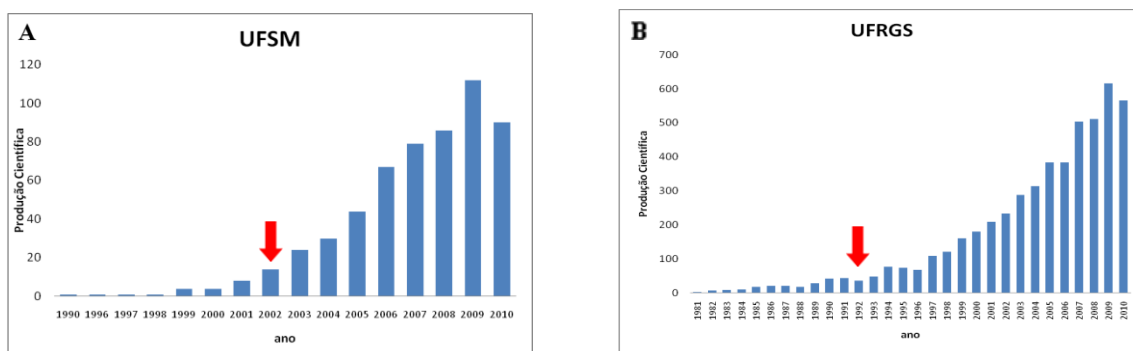 A
UFSM
120
100
80
60
40
20
0
Produção Científica
1990 1996 1997 1998 1999 2000 2001 2002 2003 2004 2005 2006 2007 2008 2009 2010
ano
B
UFRGS
700
600
500
400
300
200
100
0
Produção Científica
1981 1982 1983 1984 1985 1986 1987 1988 1989 1990 1991 1992 1993 1994 1995 1996 1997 1998 1999 2000 2001 2002 2003 2004 2005 2006 2007 2008 2009 2010
ano